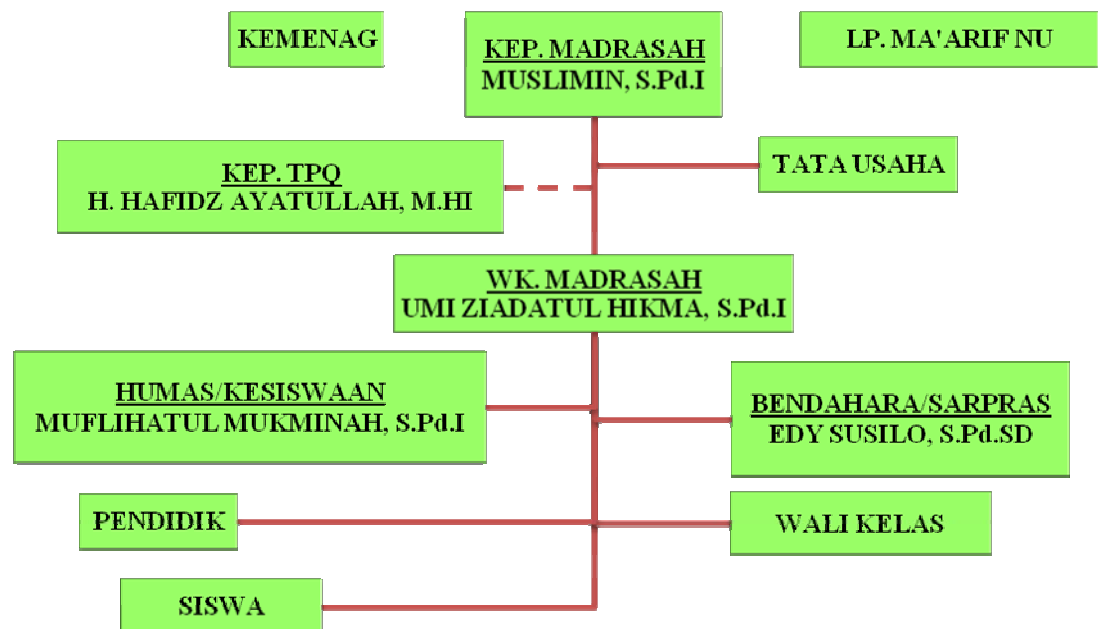 KEMENAG
KEP. MADRASAH
MUSLIMIN, S.Pd.I
LP. MA'ARIF NU
KEP. TPQ
H. HAFIDZ AYATULLAH, M.HI
TATA USAHA
WK. MADRASAH
UMI ZIADATUL HIKMA, S.Pd.I
HUMAS/KESISWAAN
MUFLIHATUL MUKMINAH, S.Pd.I
BENDAHARA/SARPRAS
EDY SUSILO, S.Pd.SD
PENDIDIK
WALI KELAS
SISWA